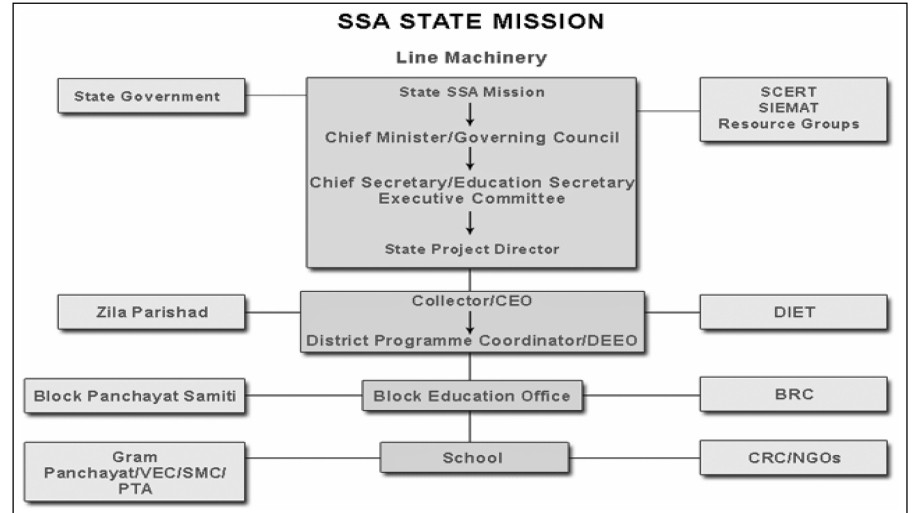 SSA STATE MISSION
Line Machinery
State Government
State SSA Mission
Chief Minister/Governing Council
Chief Secretary/Education Secretary
Executive Committee
State Project Director
SCERT
SIEMAT
Resource Groups
Zila Parishad
Collector/CEO
District Programme Coordinator/DEEO
DIET
Block Panchayat Samiti
Block Education Office
BRC
Gram
Panchayat/VEC/SMC/
PTA
School
CRC/NGOs